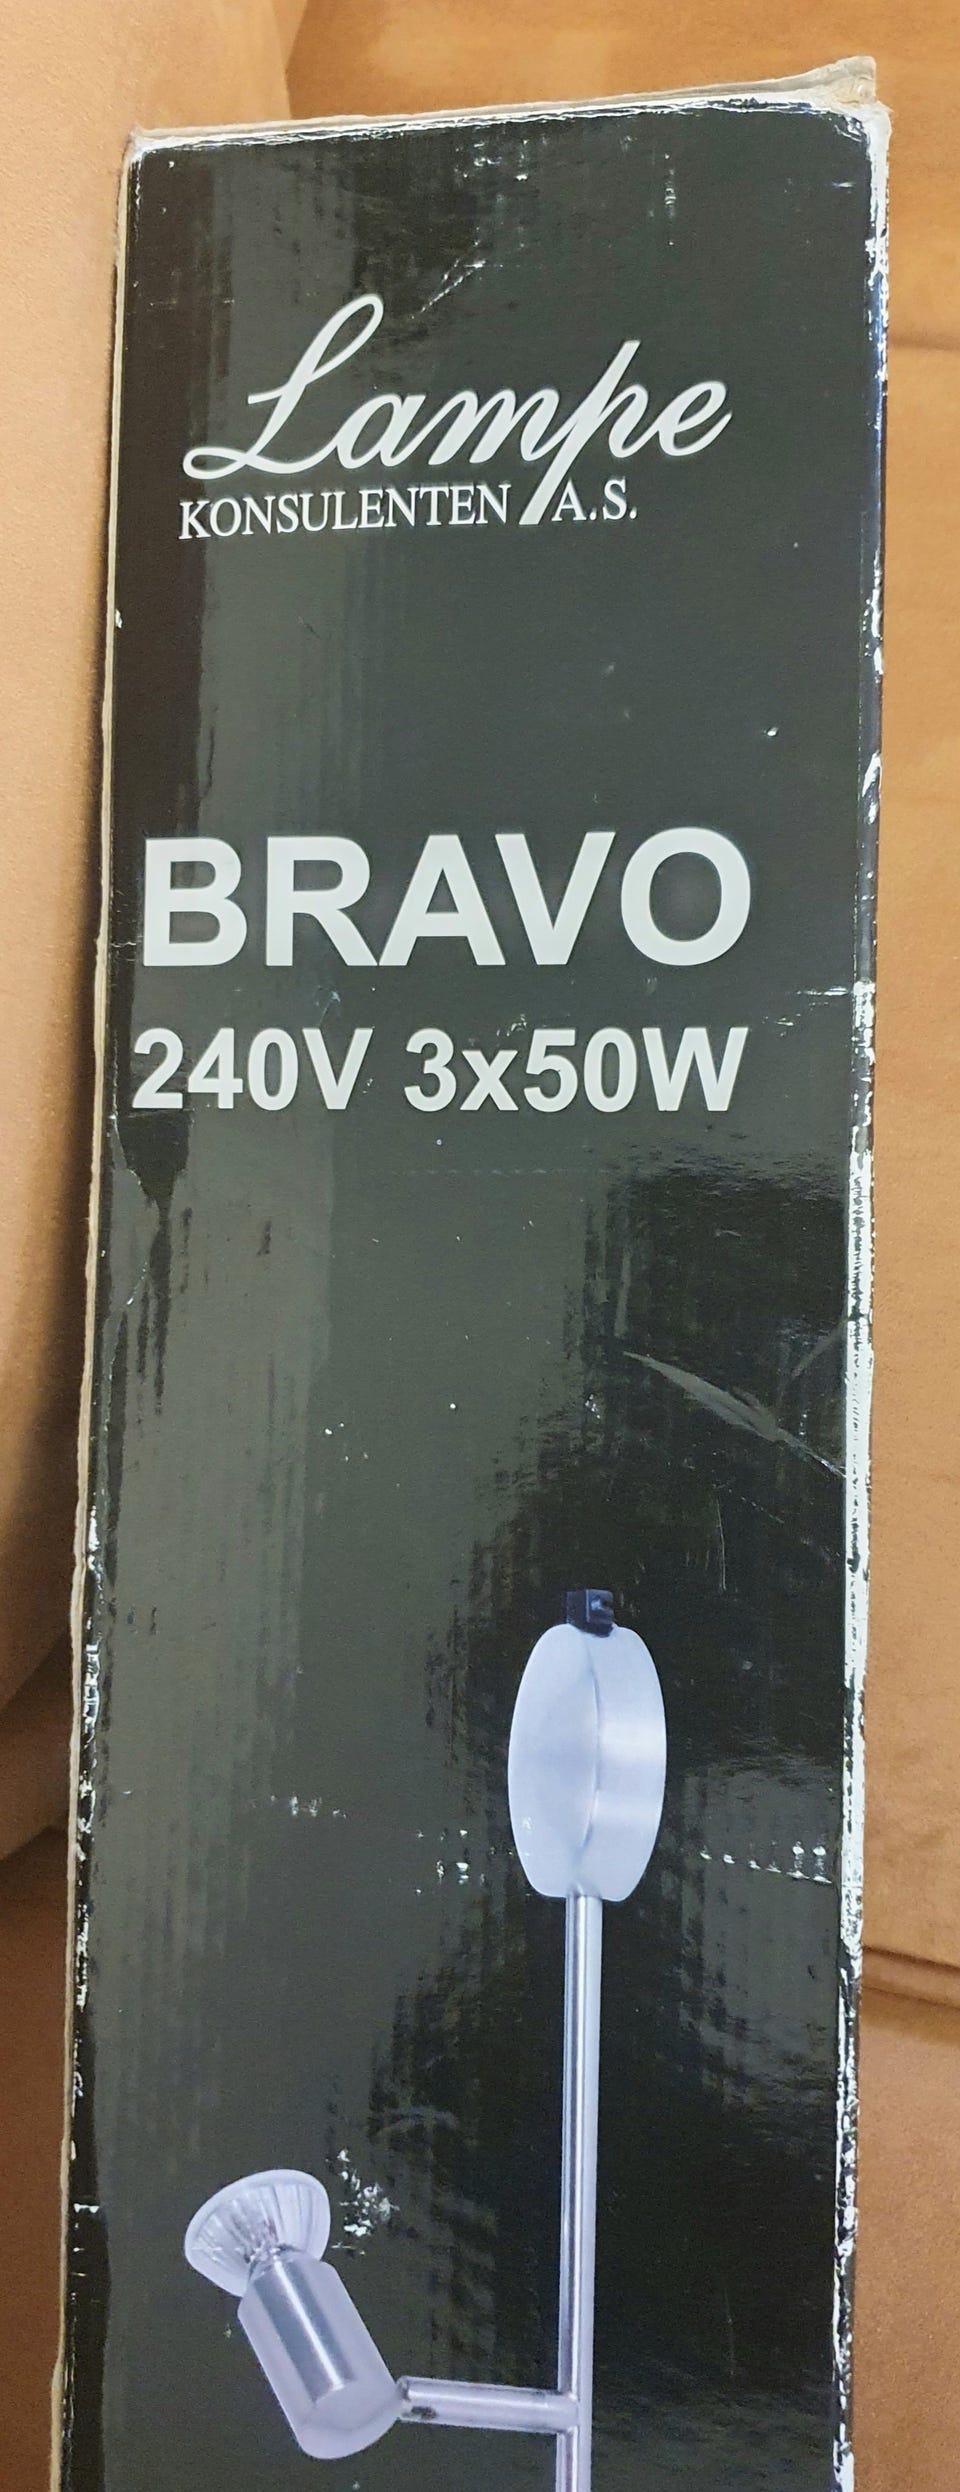 Lampe
KONSULENTEN A.S.
BRAVO
240V 3x50W